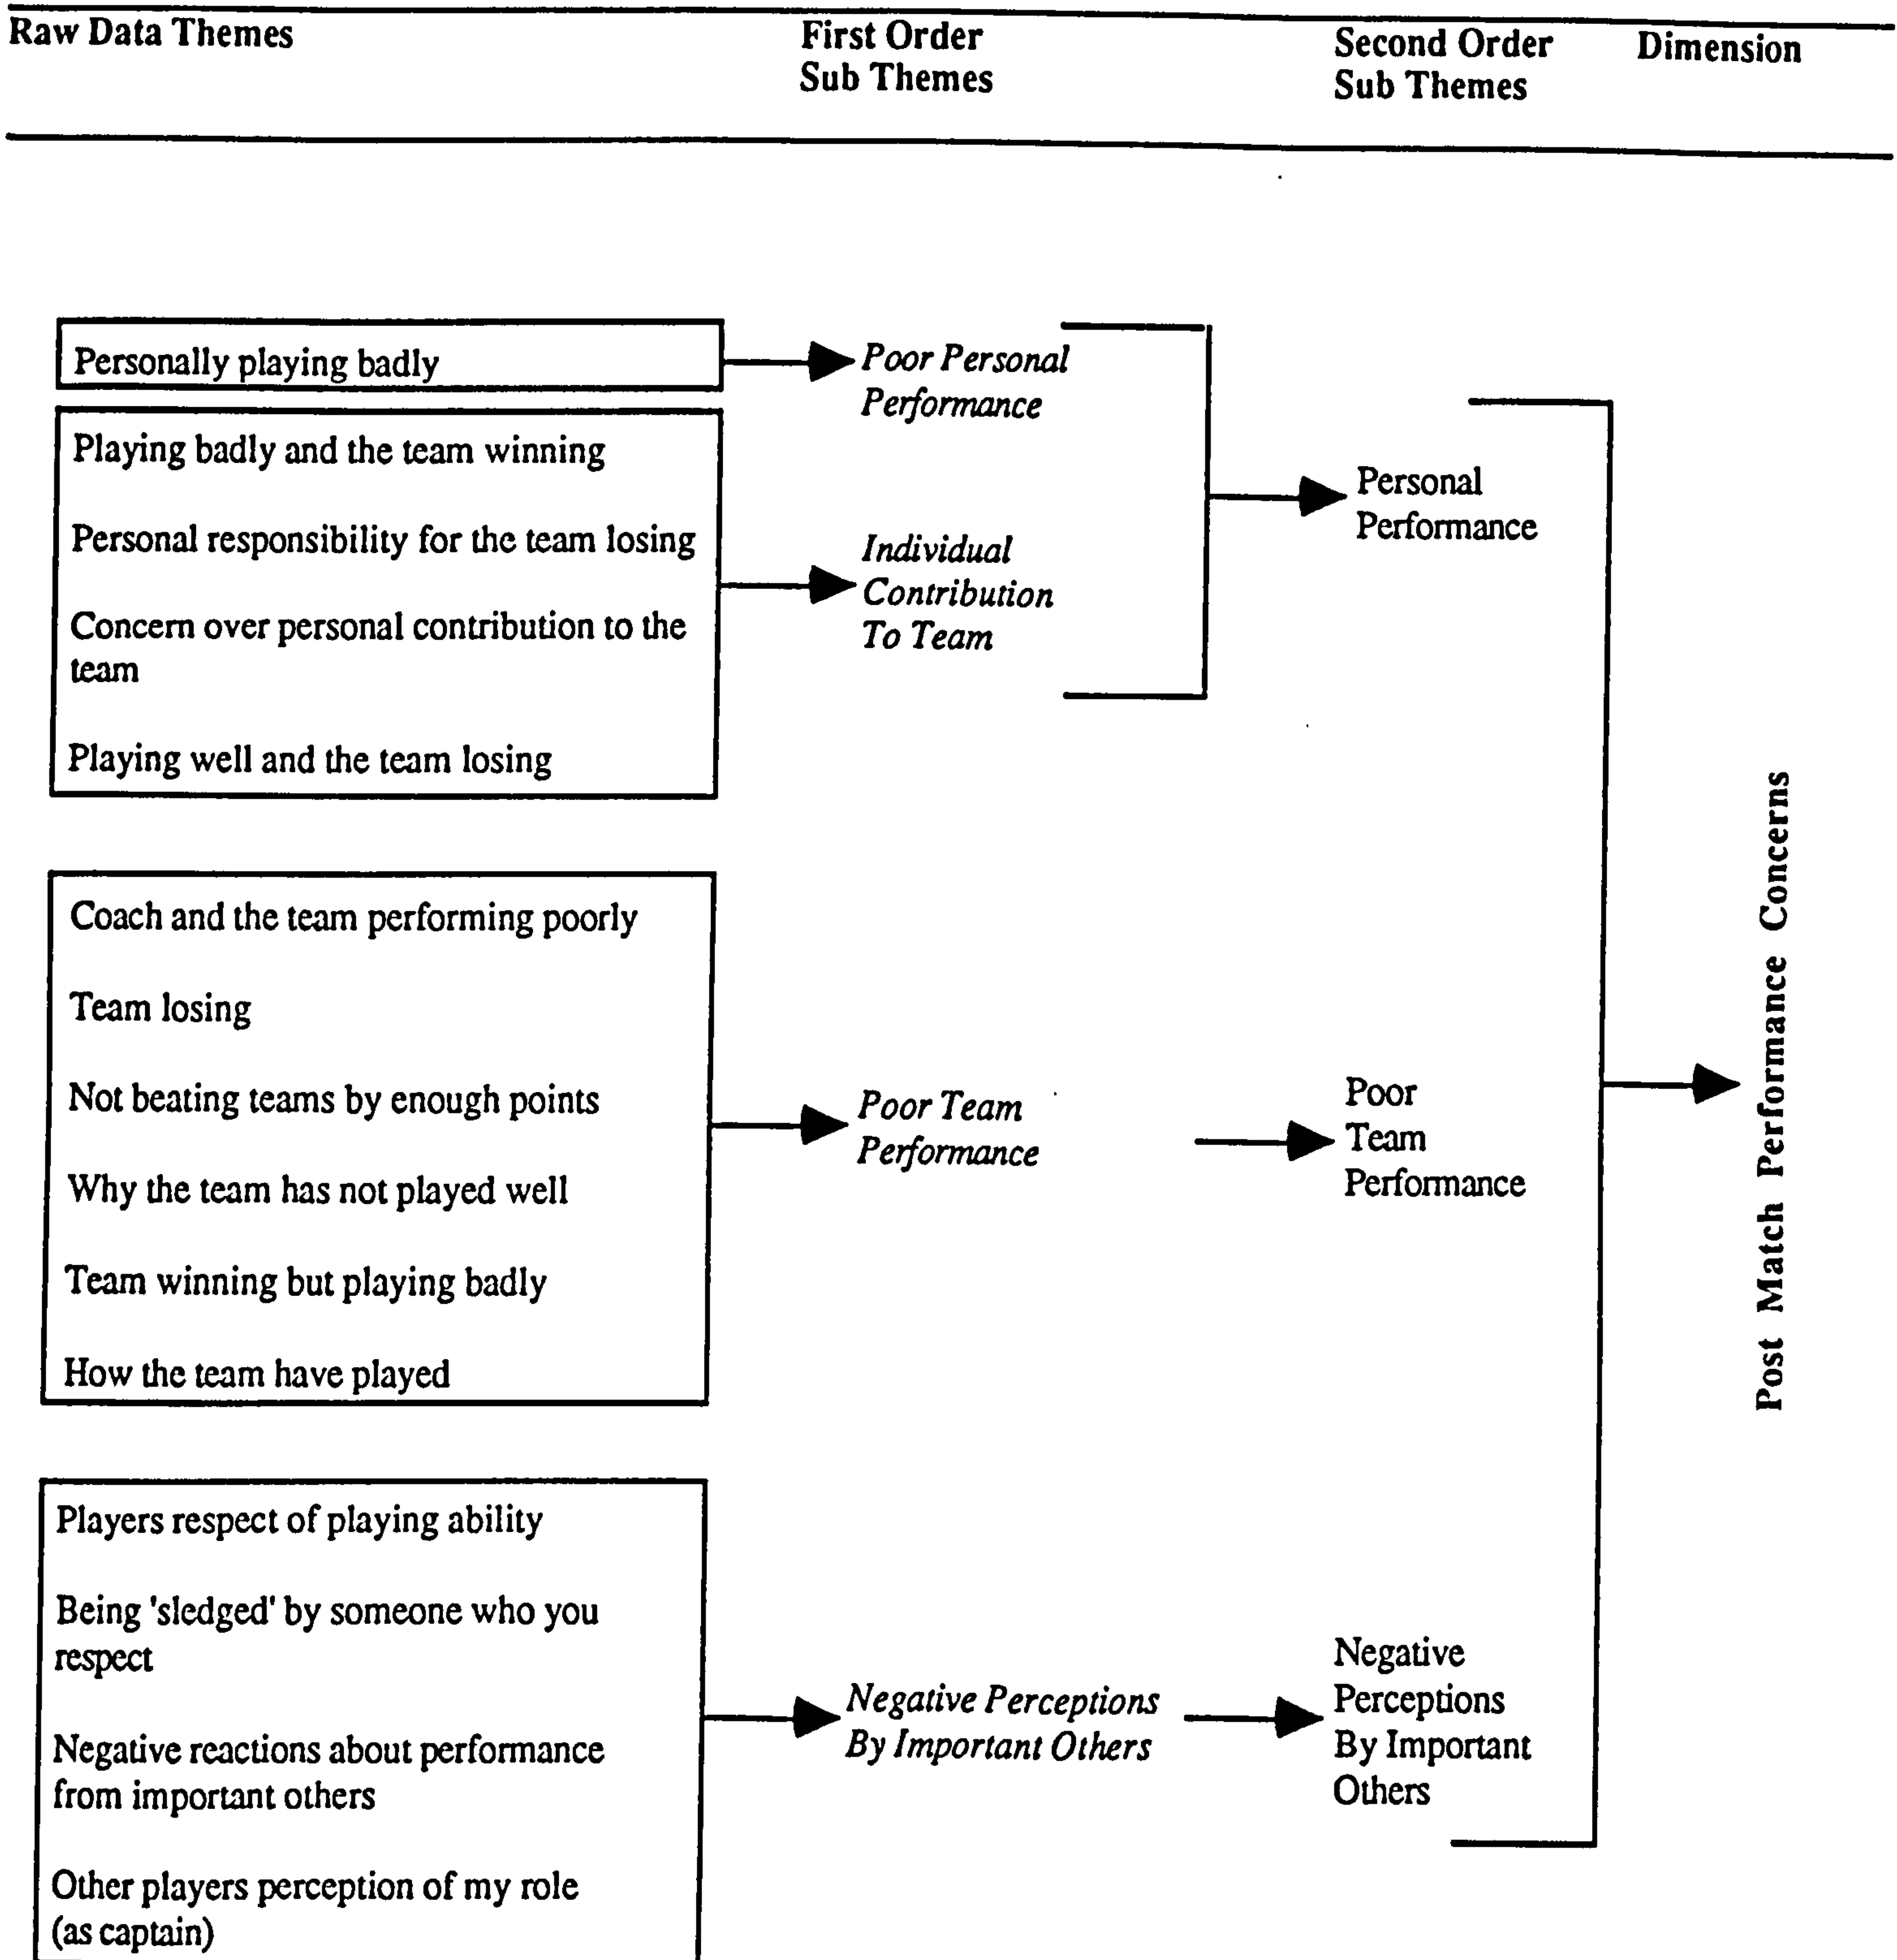 Raw Data Themes
First Order
Sub Themes
Second Order
Sub Themes
Dimension
Personally playing badly
Poor Personal
Performance
Playing badly and the team winning
Personal responsibility for the team losing
Concern over personal contribution to the
team
Playing well and the team losing
Individual
Contribution
To Team
Personal
Performance
Coach and the team performing poorly
Team losing
Not beating teams by enough points
Why the team has not played well
Team winning but playing badly
How the team have played
Poor Team
Performance
Poor
Team
Performance
Players respect of playing ability
Being 'sledged' by someone who you
respect
Negative reactions about performance
from important others
Other players perception of my role
(as captain)
Negative Perceptions
By Important Others
Negative
Perceptions
By Important
Others
Post Match Performance Concerns